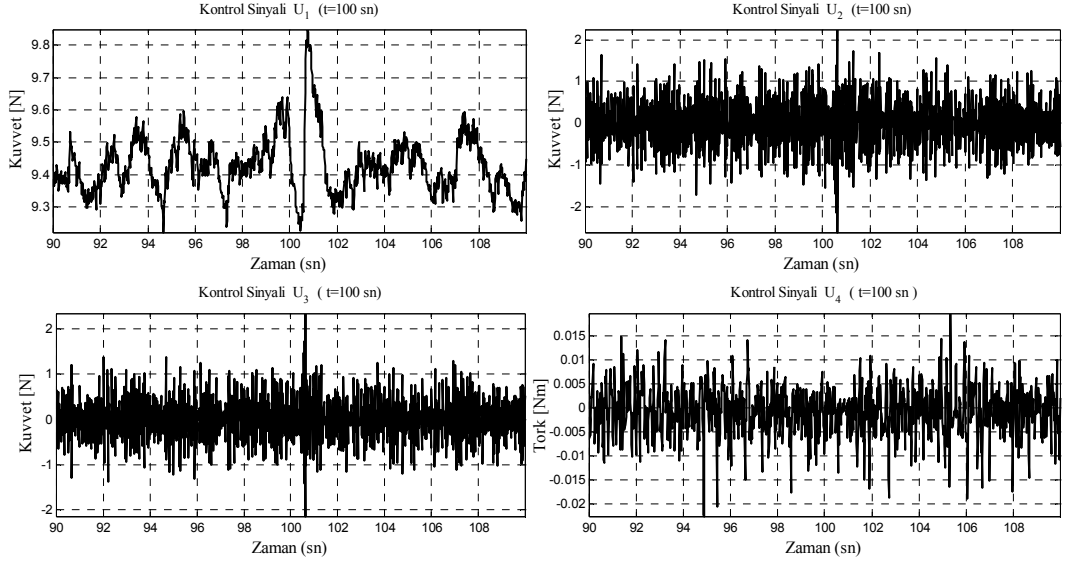 Kontrol Sinyali U1 (t=100 sn)
Kuvvet [N]
9.8
9.7
9.6
9.5
9.4
9.3
90 92 94 96 98 100 102 104 106 108
Zaman (sn)
Kontrol Sinyali U2 (t=100 sn)
Kuvvet [N]
2
1
0
-1
-2
90 92 94 96 98 100 102 104 106 108
Zaman (sn)
Kontrol Sinyali U3 ( t=100 sn)
Kuvvet [N]
2
1
0
-1
-2
90 92 94 96 98 100 102 104 106 108
Zaman (sn)
Kontrol Sinyali U4 ( t=100 sn )
Tork [Nm]
0.015
0.01
0.005
0
-0.005
-0.01
-0.015
-0.02
90 92 94 96 98 100 102 104 106 108
Zaman (sn)